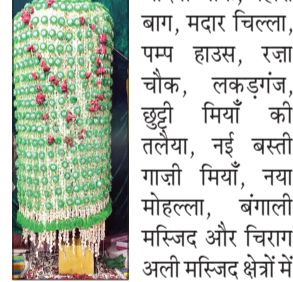 बाग, मदार चिल्ला,
पम्प हाउस, रज़ा
चौक, लकड़गंज,
छुट्टी मियाँ की
तलैया, नई बस्ती
गाज़ी मियाँ, नया
मोहल्ला, बंगाली
मस्जिद और चिराग
अली मस्जिद क्षेत्रों में